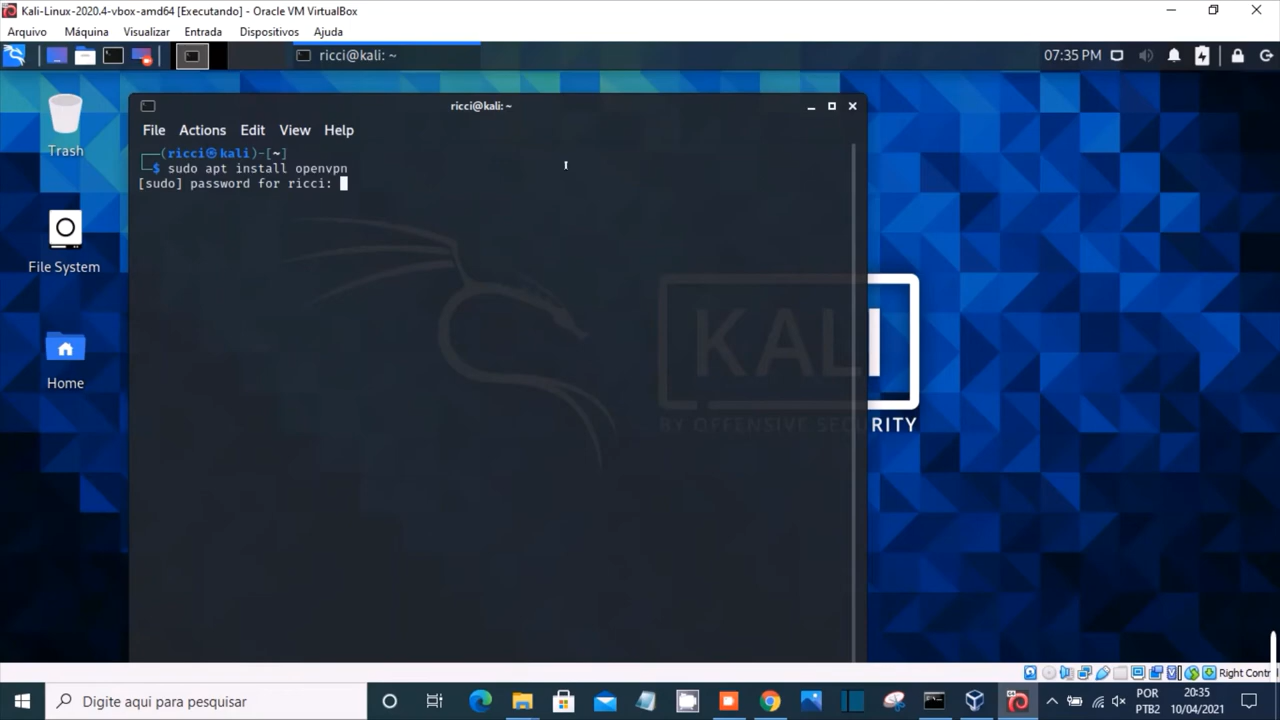 Kali-Linux-2020.4-vbox-amd64 [Executando] - Oracle VM VirtualBox
Arquivo Máquina Visualizar Entrada Dispositivos Ajuda
ricci@kali: ~
07:35 PM
ricci@kali: ~
File Actions Edit View Help
(ricci㉿kali)-[~]
$ sudo apt install openvpn
[sudo] password for ricci:
Trash
File System
Home
KALI
BY OFFENSIVE SECURITY
Right Contr
Digite aqui para pesquisar
POR
PTB2
20:35
10/04/2021